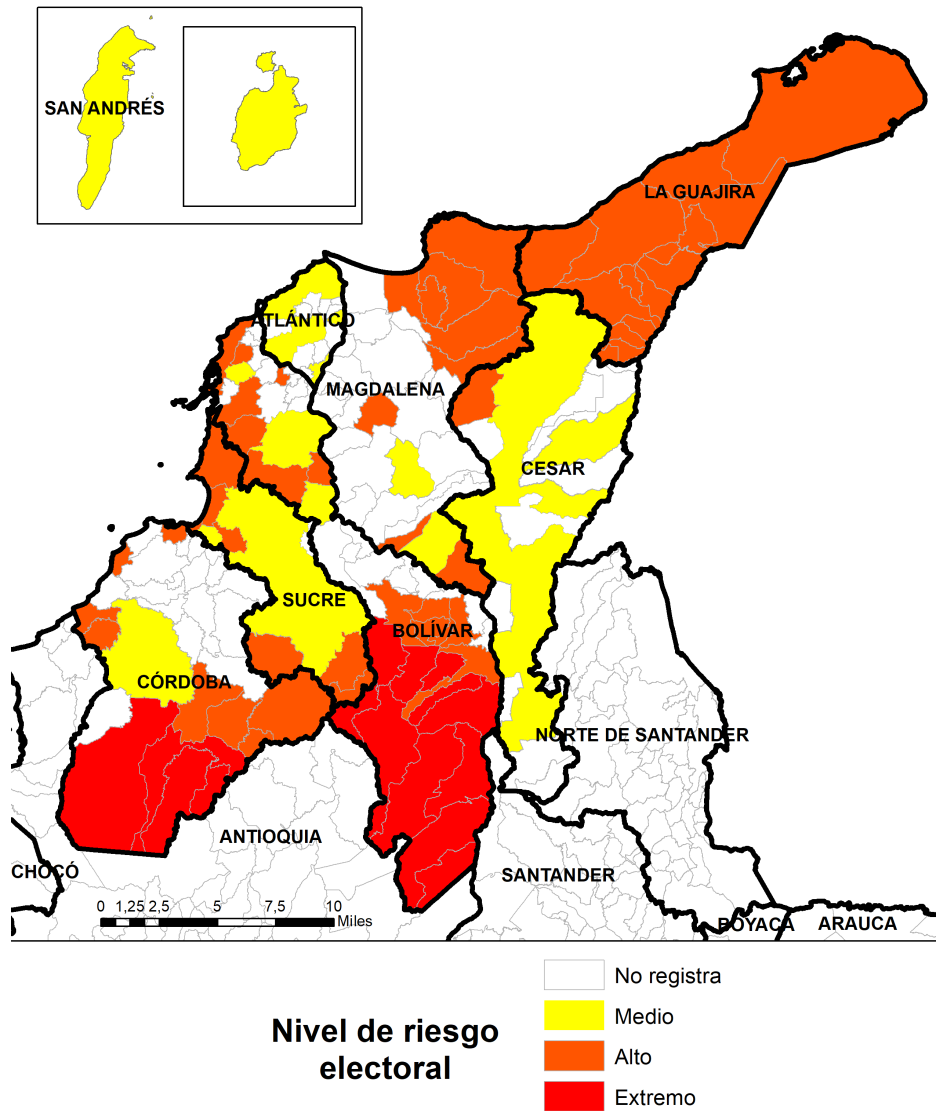 SAN ANDRÉS
LA GUAJIRA
ATLÁNTICO
MAGDALENA
CESAR
SUCRE
BOLÍVAR
CÓRDOBA
NORTE DE SANTANDER
ANTIOQUIA
CHOCÓ
SANTANDER
0 1,25 2,5 5 7,5 10
Miles
BOYACA
ARAUCA
No registra
Medio
Nivel de riesgo
electoral
Alto
Extremo